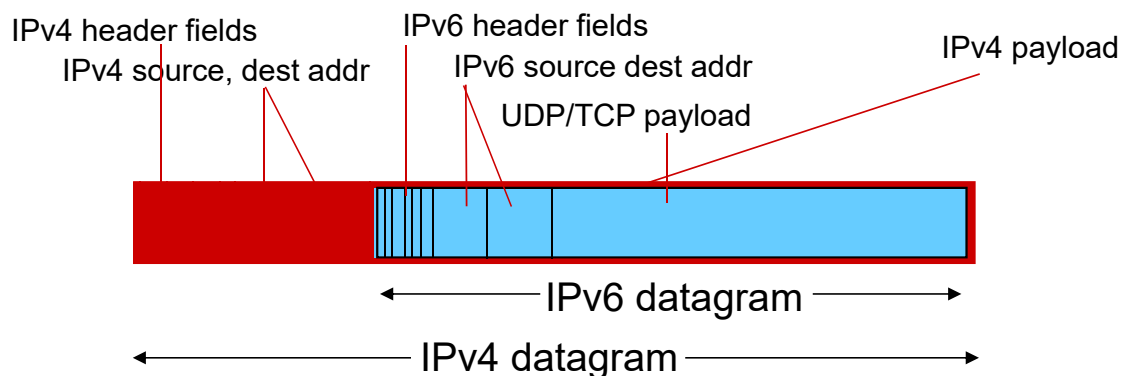 IPv4 header fields
IPv6 header fields
IPv4 payload
IPv4 source, dest addr
IPv6 source dest addr
UDP/TCP payload
IPv6 datagram
IPv4 datagram